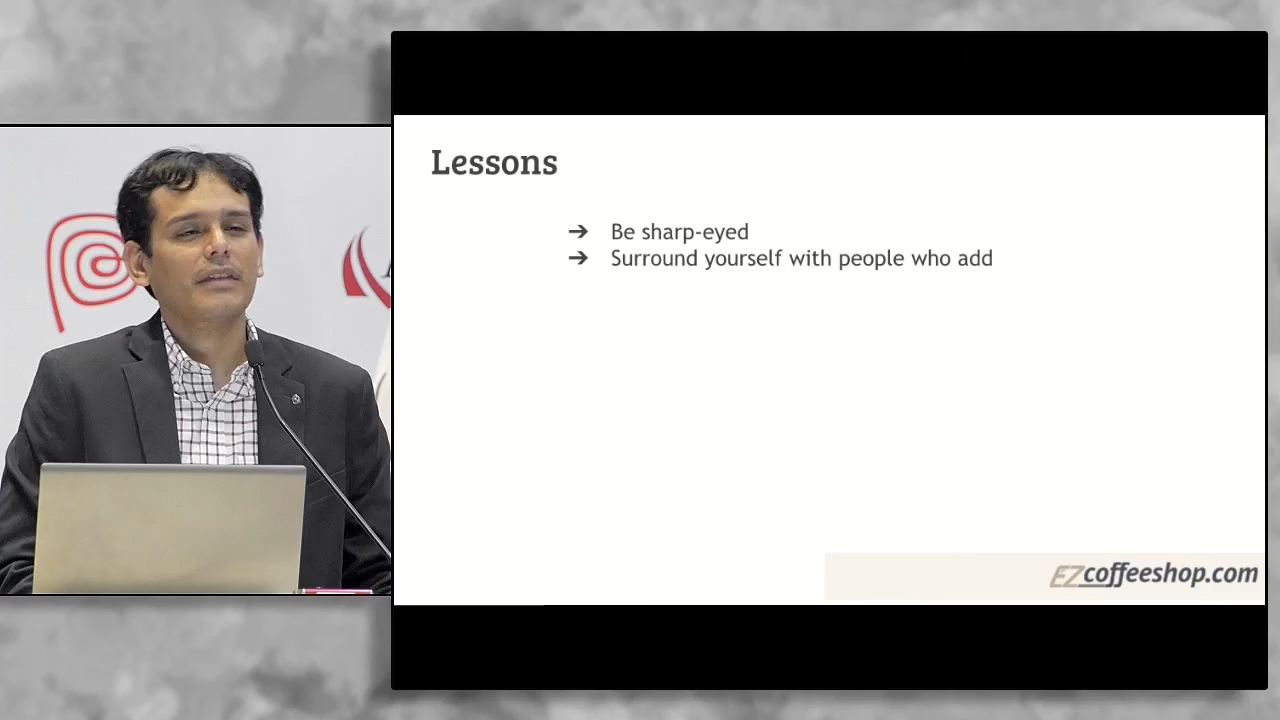 Lessons
➔ Be sharp-eyed
➔ Surround yourself with people who add
EZcoffeeshop.com